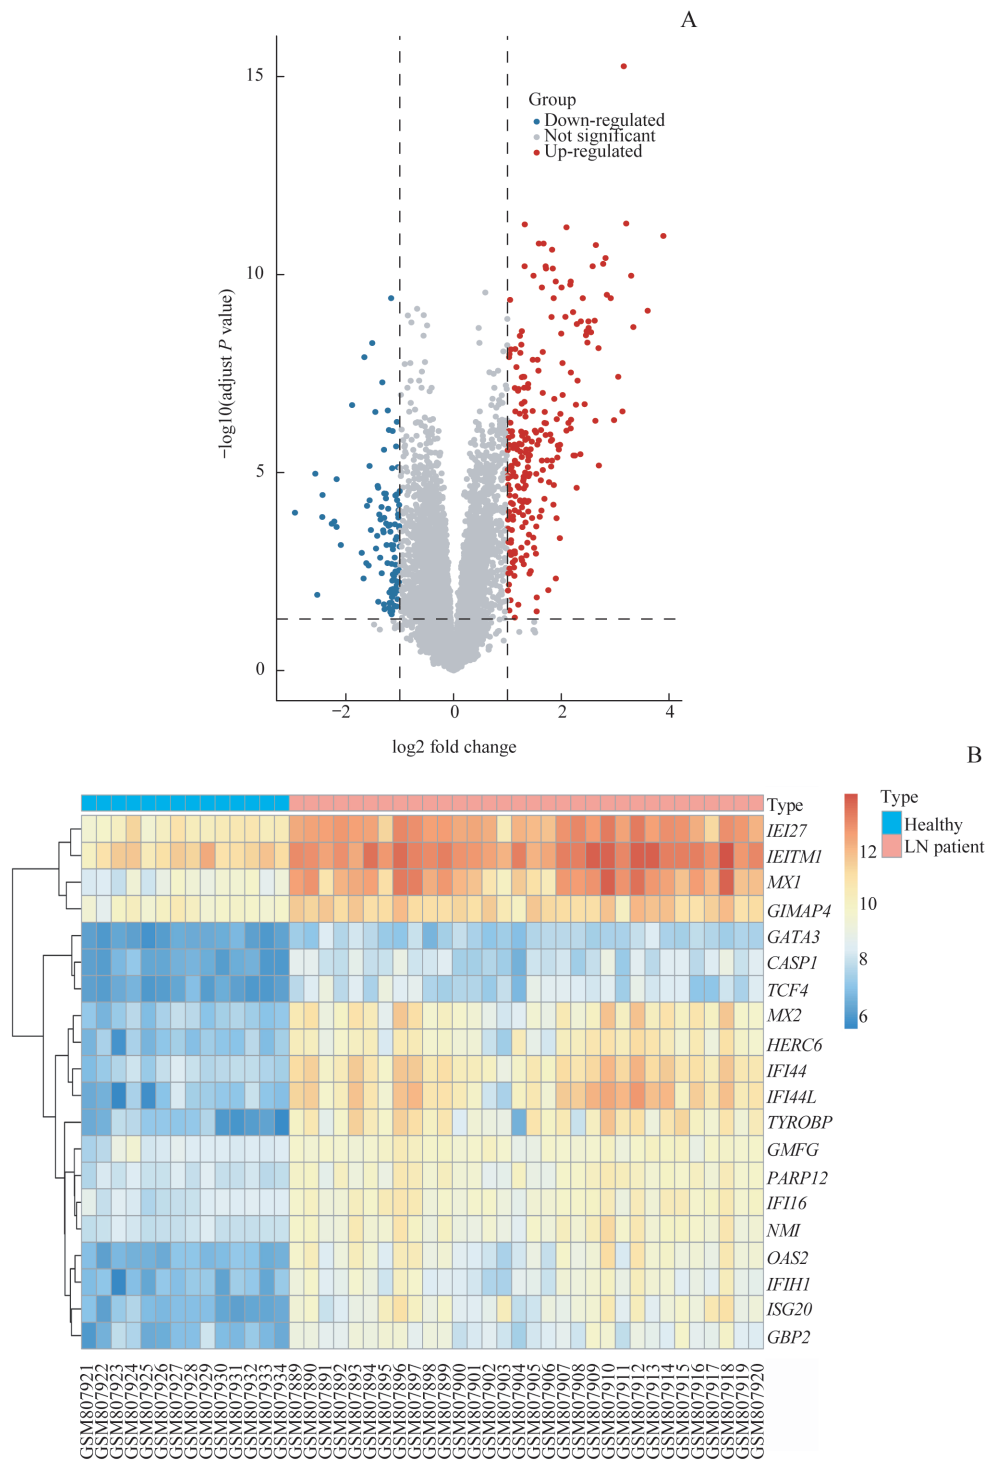 A
15
10
5
0
−log10(adjust P value)
Group
Down-regulated
Not significant
Up-regulated
−2
0
2
4
log2 fold change
B
Type
IEI27
IEITM1
MX1
GIMAP4
GATA3
CASP1
TCF4
MX2
HERC6
IFI44
IFI44L
TYROBP
GMFG
PARP12
IFI16
NMI
OAS2
IFIH1
ISG20
GBP2
12
10
8
6
Type
Healthy
LN patient
GSM807921
GSM807922
GSM807923
GSM807924
GSM807925
GSM807926
GSM807927
GSM807928
GSM807929
GSM807930
GSM807931
GSM807932
GSM807933
GSM807934
GSM807889
GSM807890
GSM807891
GSM807892
GSM807893
GSM807894
GSM807895
GSM807896
GSM807897
GSM807898
GSM807899
GSM807900
GSM807901
GSM807902
GSM807903
GSM807904
GSM807905
GSM807906
GSM807907
GSM807908
GSM807909
GSM807910
GSM807911
GSM807912
GSM807913
GSM807914
GSM807915
GSM807916
GSM807917
GSM807918
GSM807919
GSM807920